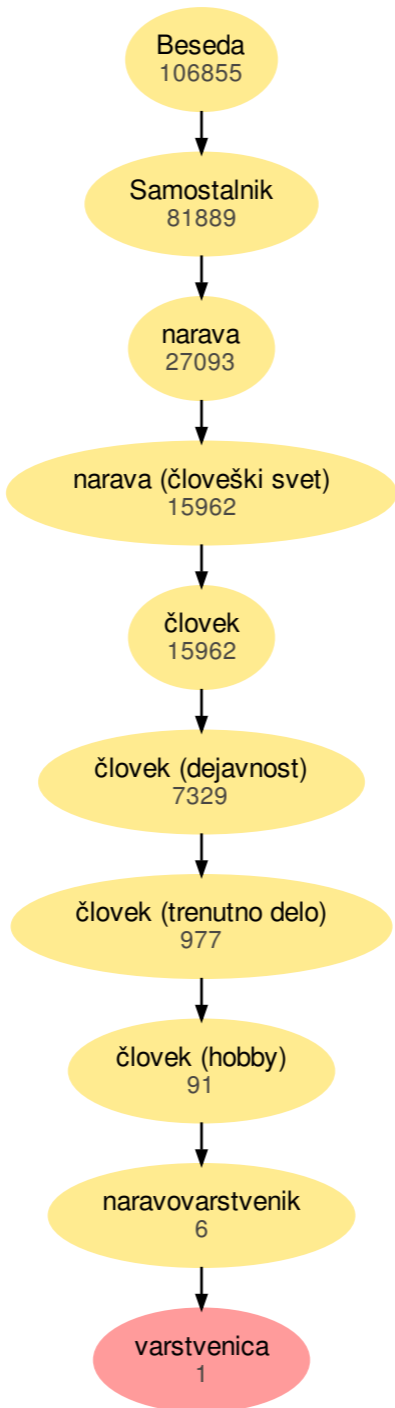 Beseda
106855
Samostalnik
81889
narava
27093
narava (človeški svet)
15962
človek
15962
človek (dejavnost)
7329
človek (trenutno delo)
977
človek (hobby)
91
naravovarstvenik
6
varstvenica
1